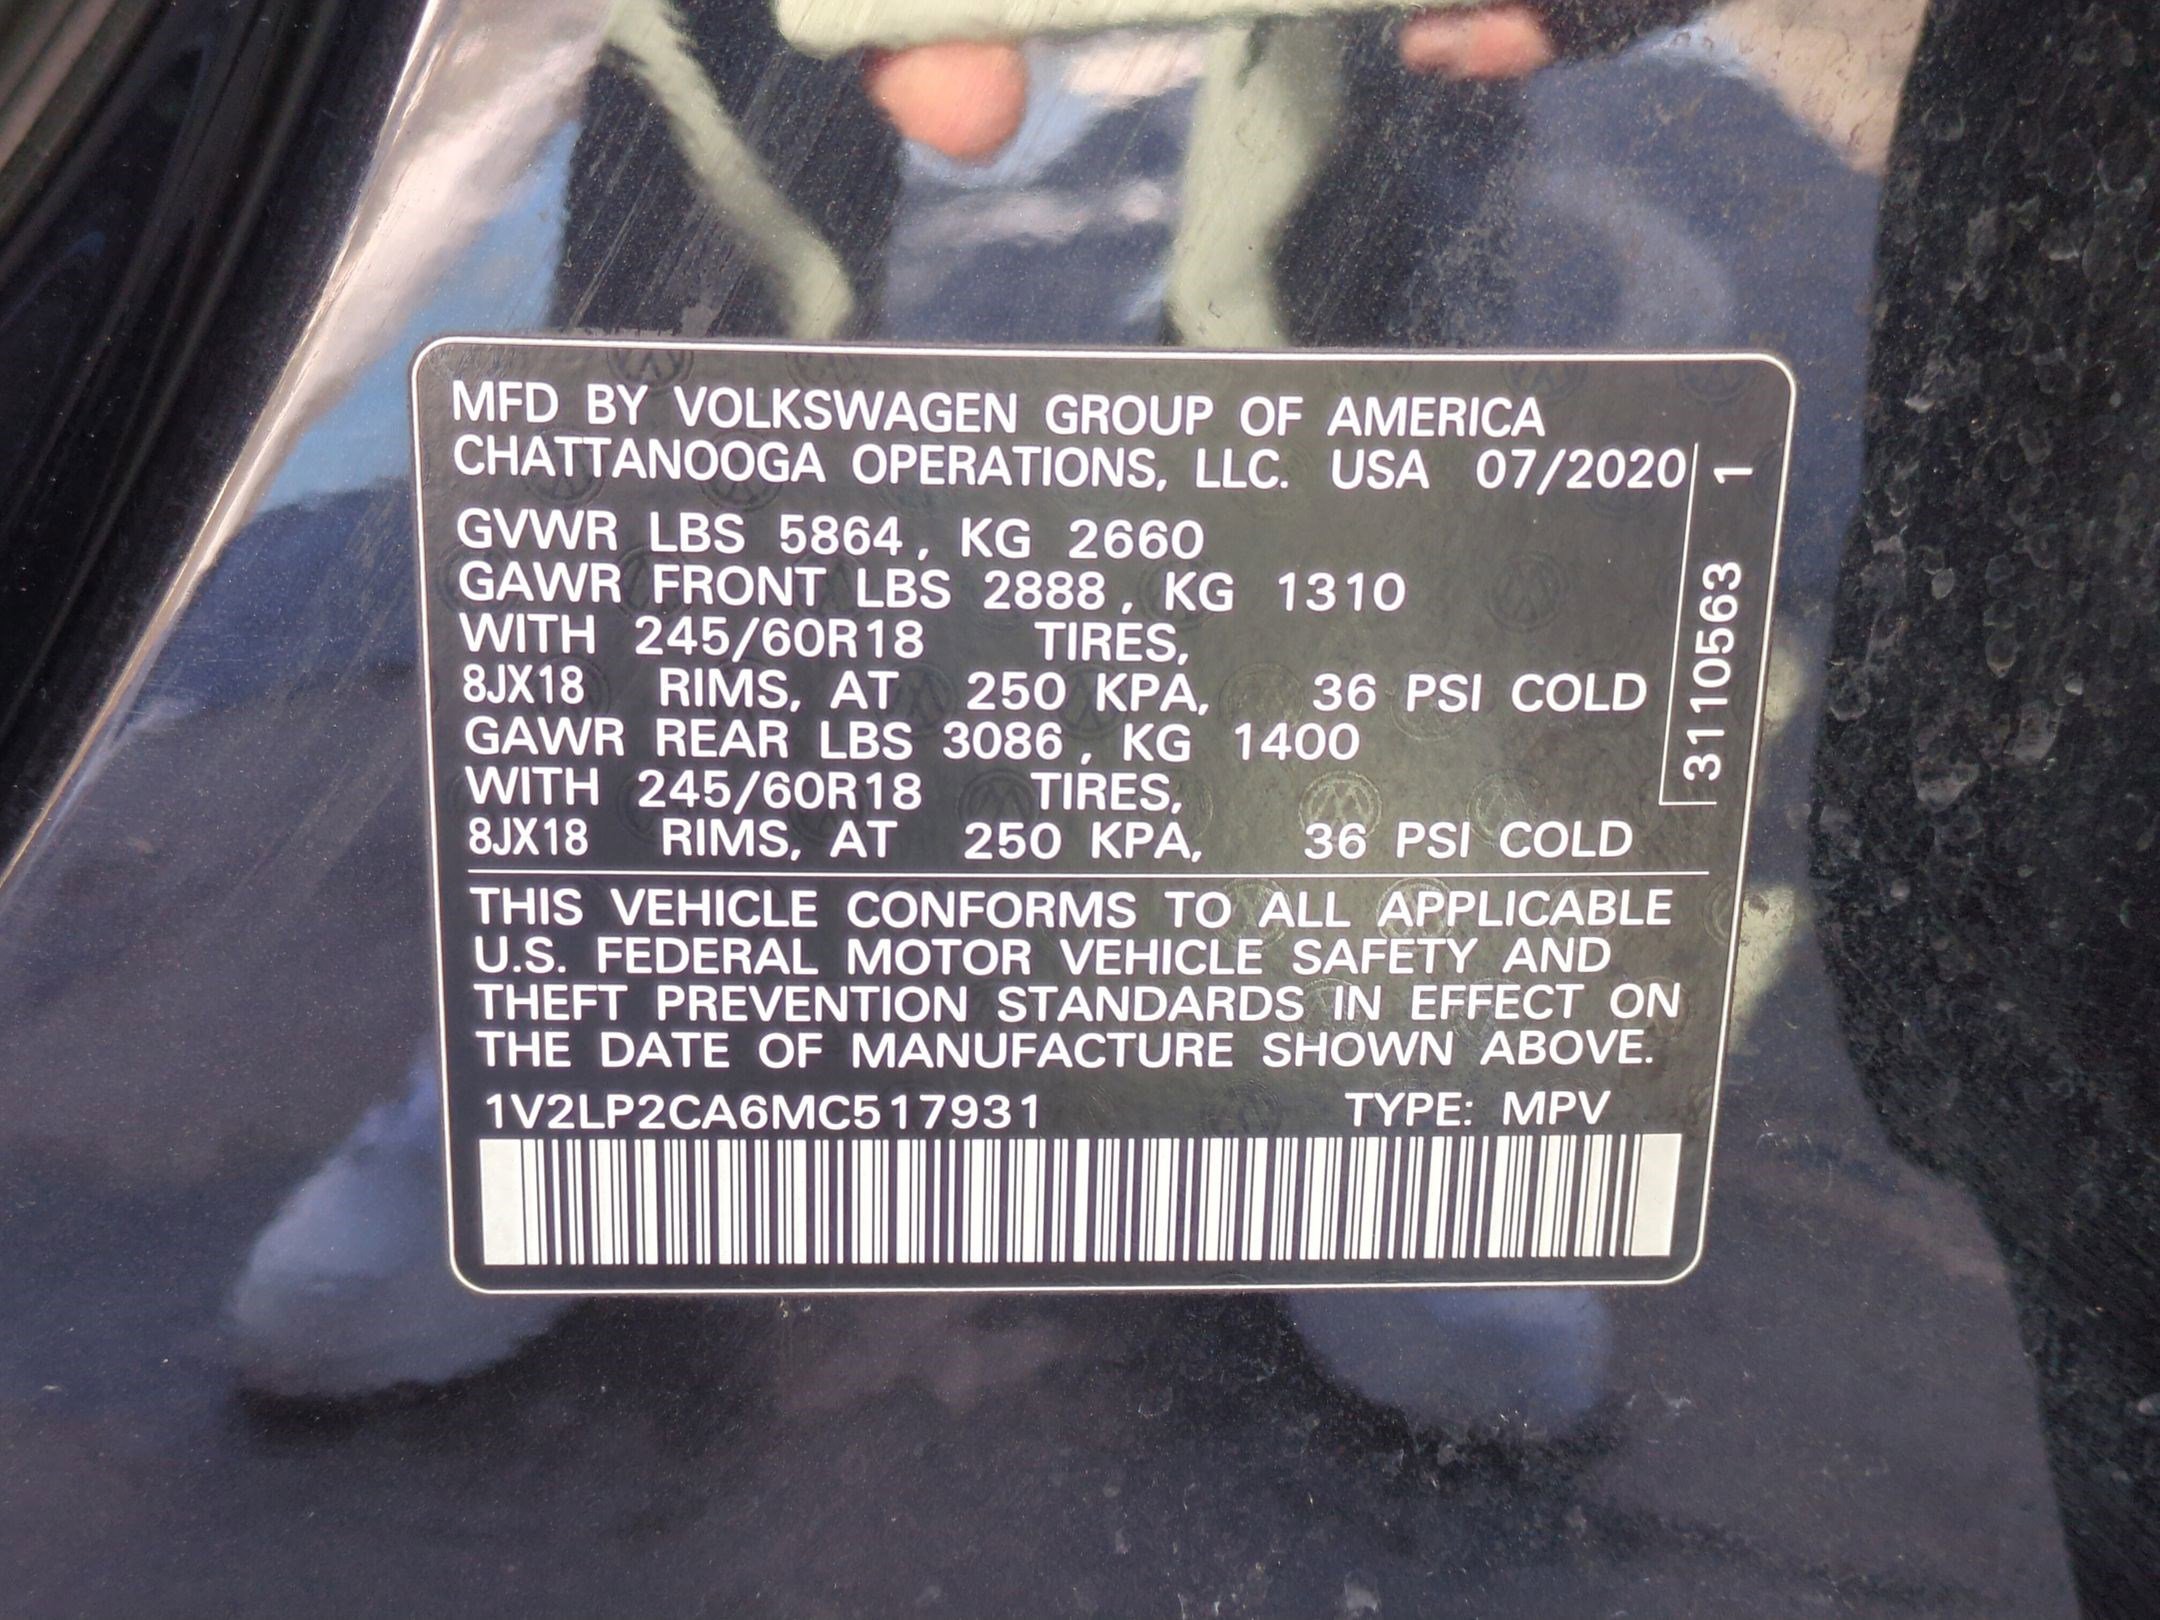 MFD BY VOLKSWAGEN GROUP OF AMERICA
CHATTANOOGA OPERATIONS, LLC. USA 07/2020
GVWR LBS 5864, KG 2660
GAWR FRONT LBS 2888, KG 1310
WITH 245/60R18 TIRES,
8JX18 RIMS, AT 250 KPA, 36 PSI COLD
GAWR REAR LBS 3086, KG 1400
WITH 245/60R18 TIRES,
8JX18 RIMS, AT 250 KPA, 36 PSI COLD
3110563 1
THIS VEHICLE CONFORMS TO ALL APPLICABLE
U.S. FEDERAL MOTOR VEHICLE SAFETY AND
THEFT PREVENTION STANDARDS IN EFFECT ON
THE DATE OF MANUFACTURE SHOWN ABOVE.
1V2LP2CA6MC517931 TYPE: MPV